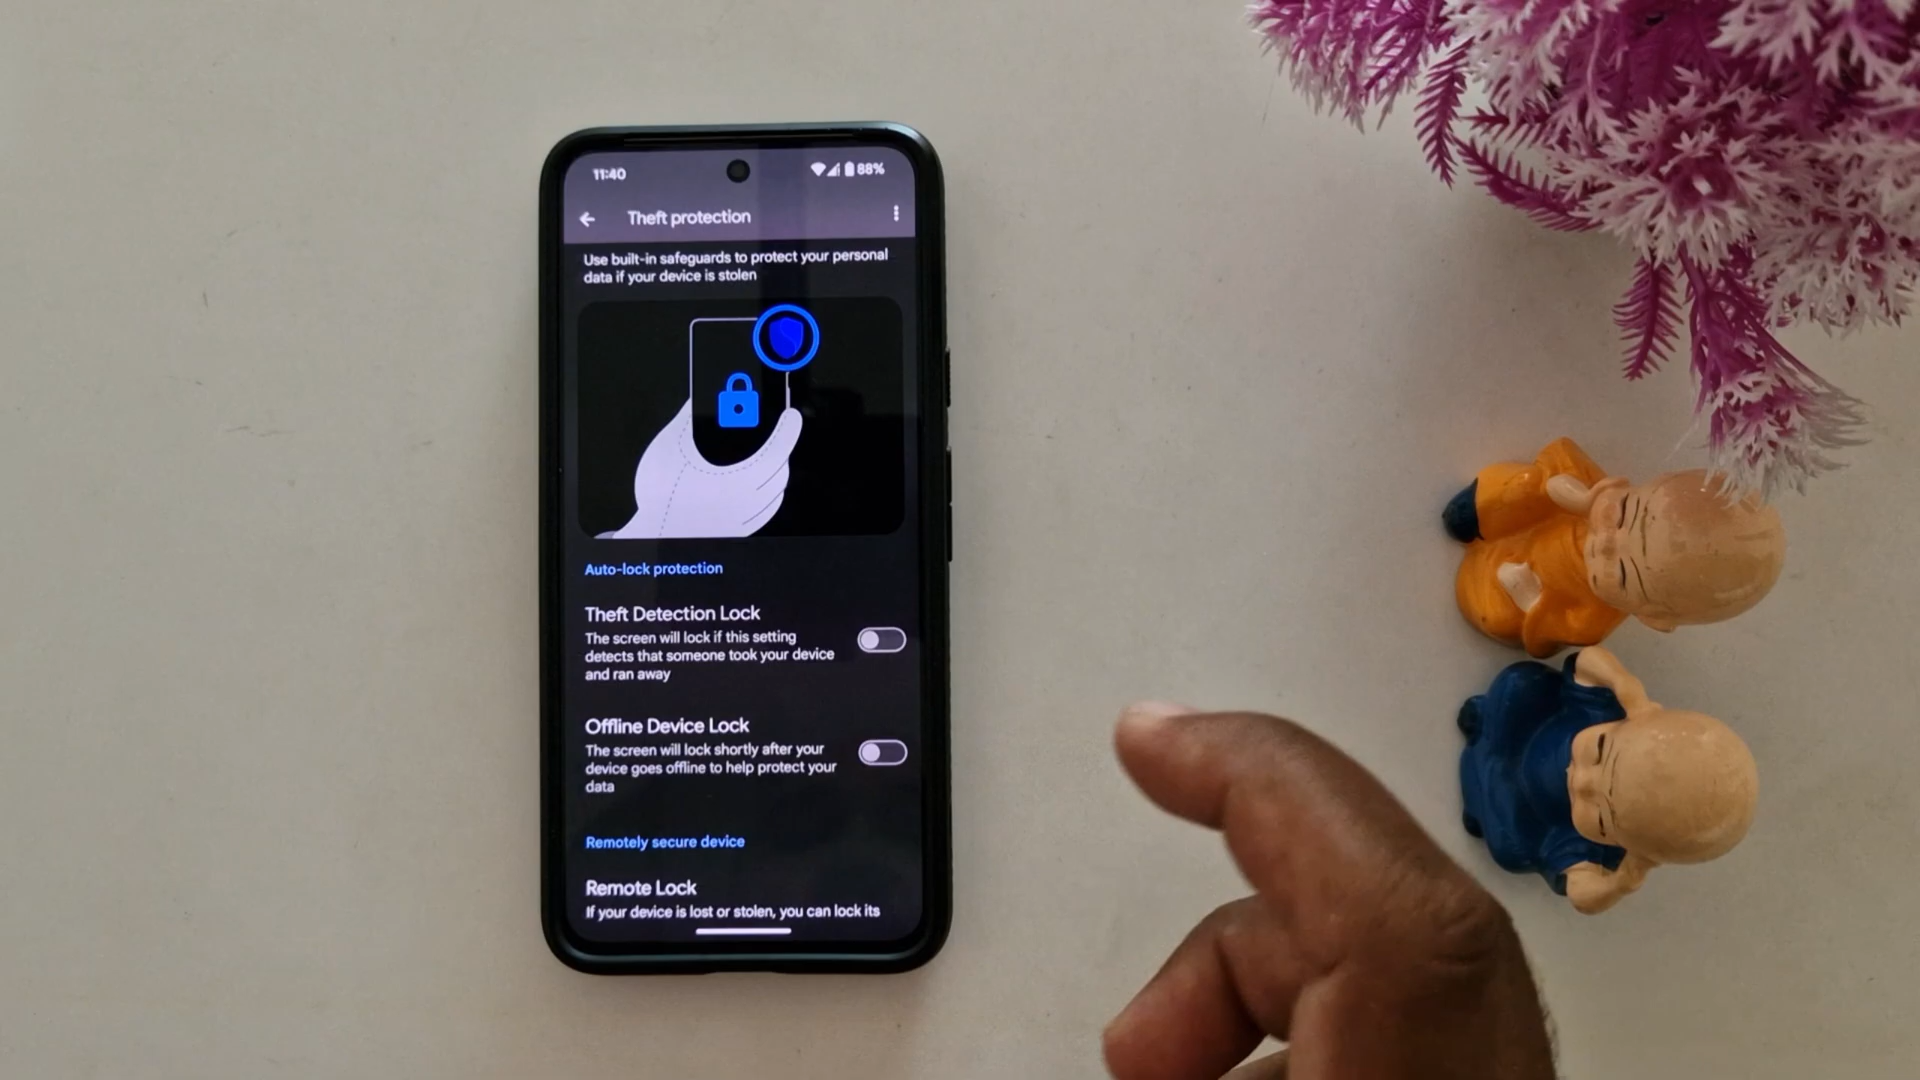 11:40
88%
Theft protection
Use built-in safeguards to protect your personal
data if your device is stolen
Auto-lock protection
Theft Detection Lock
The screen will lock if this setting
detects that someone took your device
and ran away
Offline Device Lock
The screen will lock shortly after your
device goes offline to help protect your
data
Remotely secure device
Remote Lock
If your device is lost or stolen, you can lock its